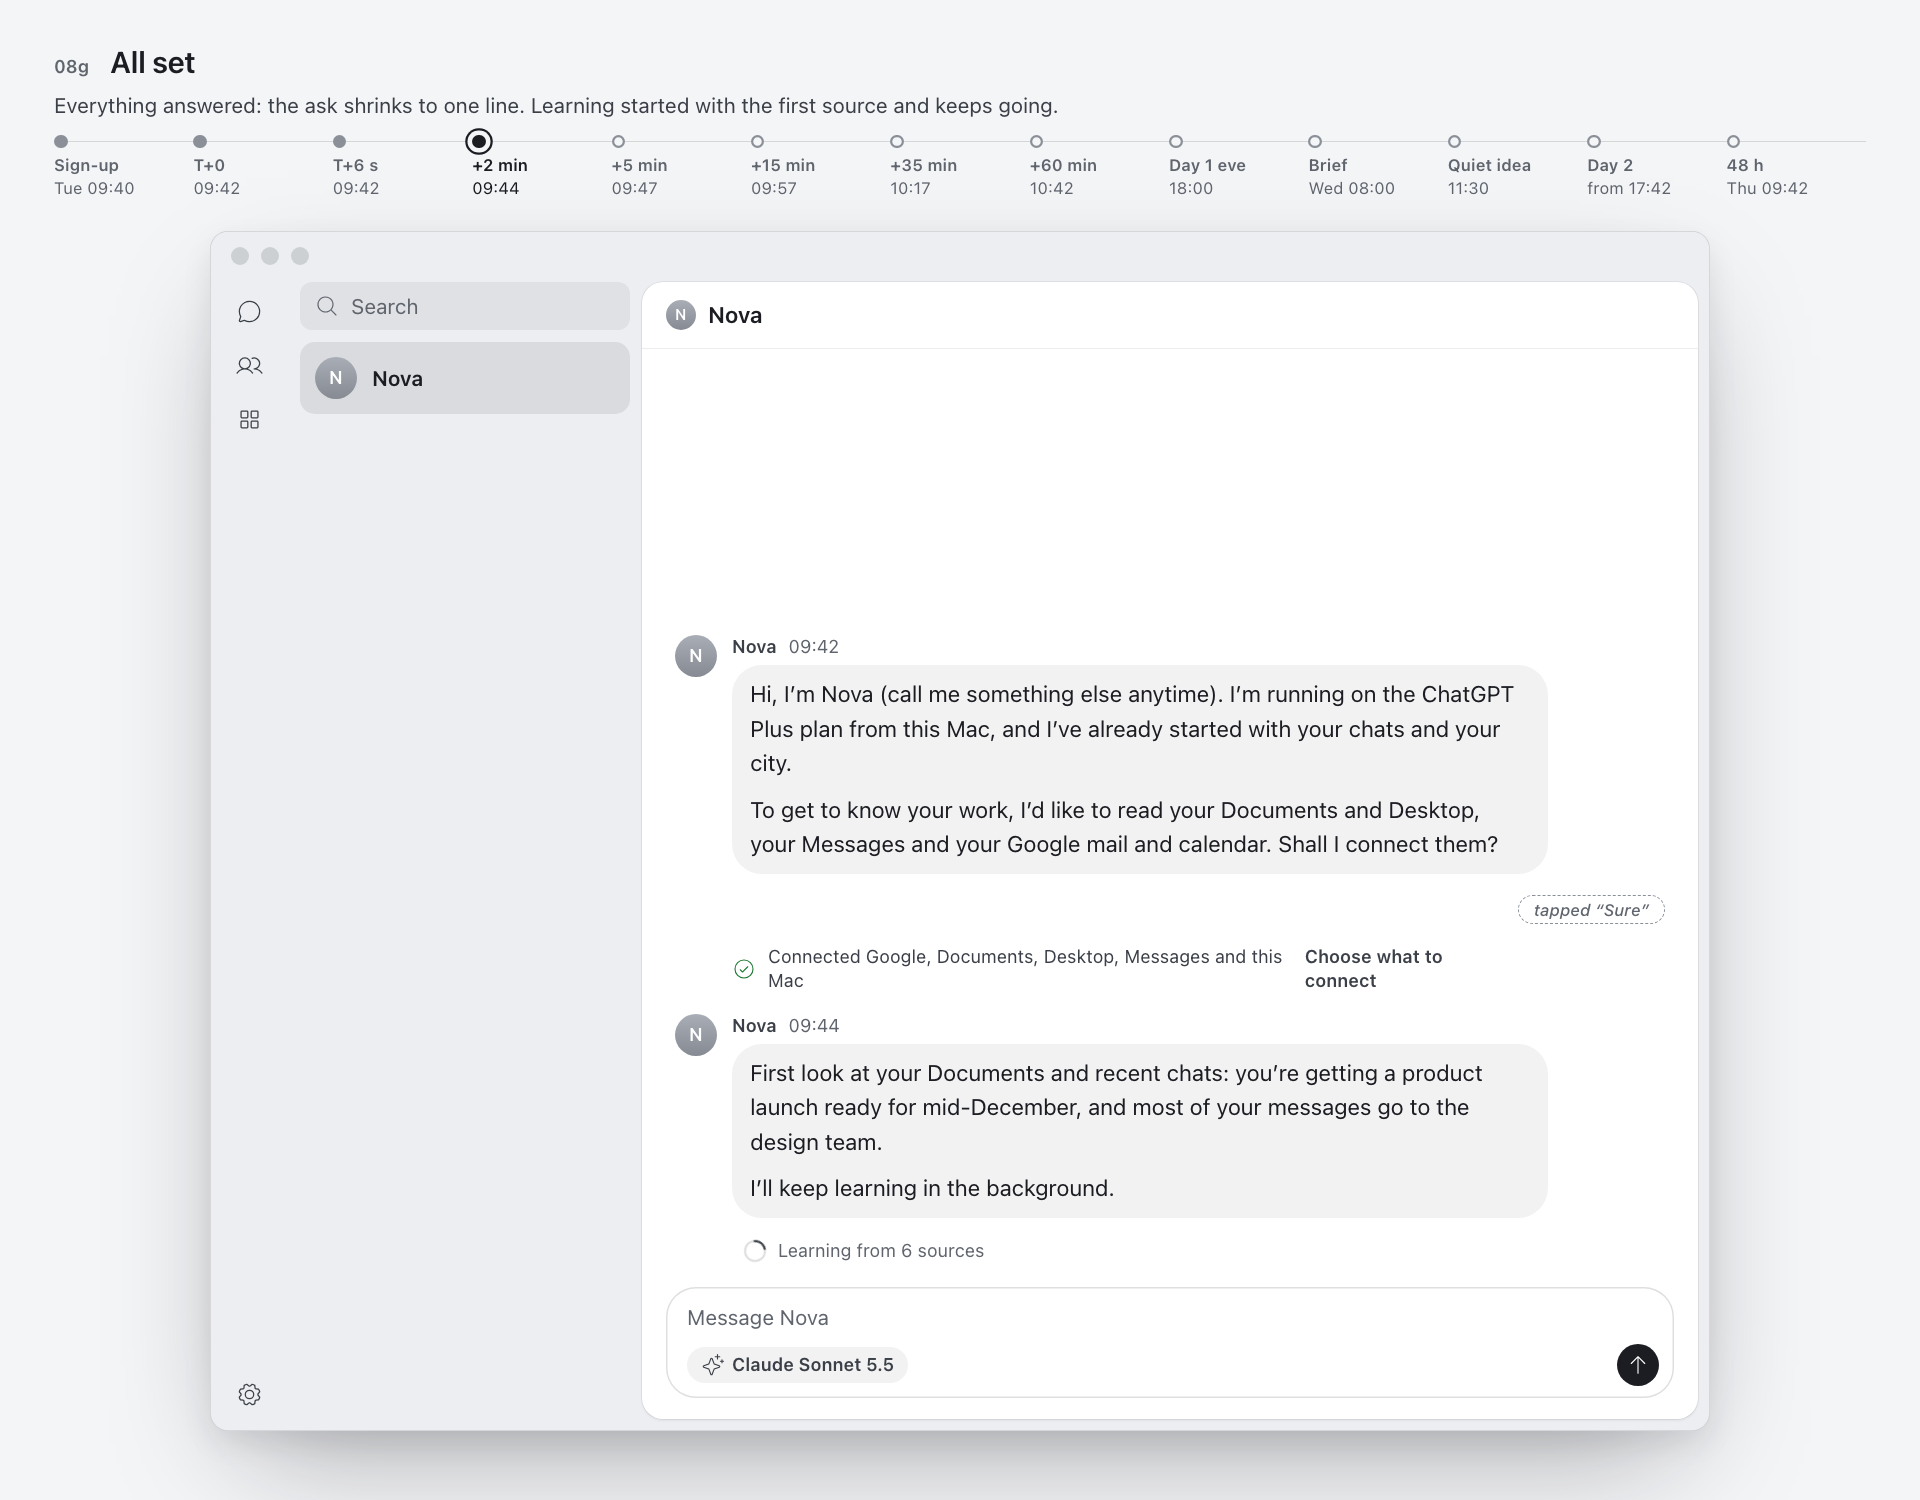 08g All set
Everything answered: the ask shrinks to one line. Learning started with the first source and keeps going.
Sign-up T+0 T+6 s +2 min +5 min +15 min +35 min +60 min Day 1 eve Brief Quiet idea Day 2 48 h
Tue 09:40 09:42 09:42 09:44 09:47 09:57 10:17 10:42 18:00 Wed 08:00 11:30 from 17:42 Thu 09:42
Search
N Nova
N Nova
N Nova 09:42
Hi, I’m Nova (call me something else anytime). I’m running on the ChatGPT
Plus plan from this Mac, and I’ve already started with your chats and your
city.
To get to know your work, I’d like to read your Documents and Desktop,
your Messages and your Google mail and calendar. Shall I connect them?
tapped “Sure”
Connected Google, Documents, Desktop, Messages and this
Mac
Choose what to
connect
N Nova 09:44
First look at your Documents and recent chats: you’re getting a product
launch ready for mid-December, and most of your messages go to the
design team.
I’ll keep learning in the background.
Learning from 6 sources
Message Nova
Claude Sonnet 5.5